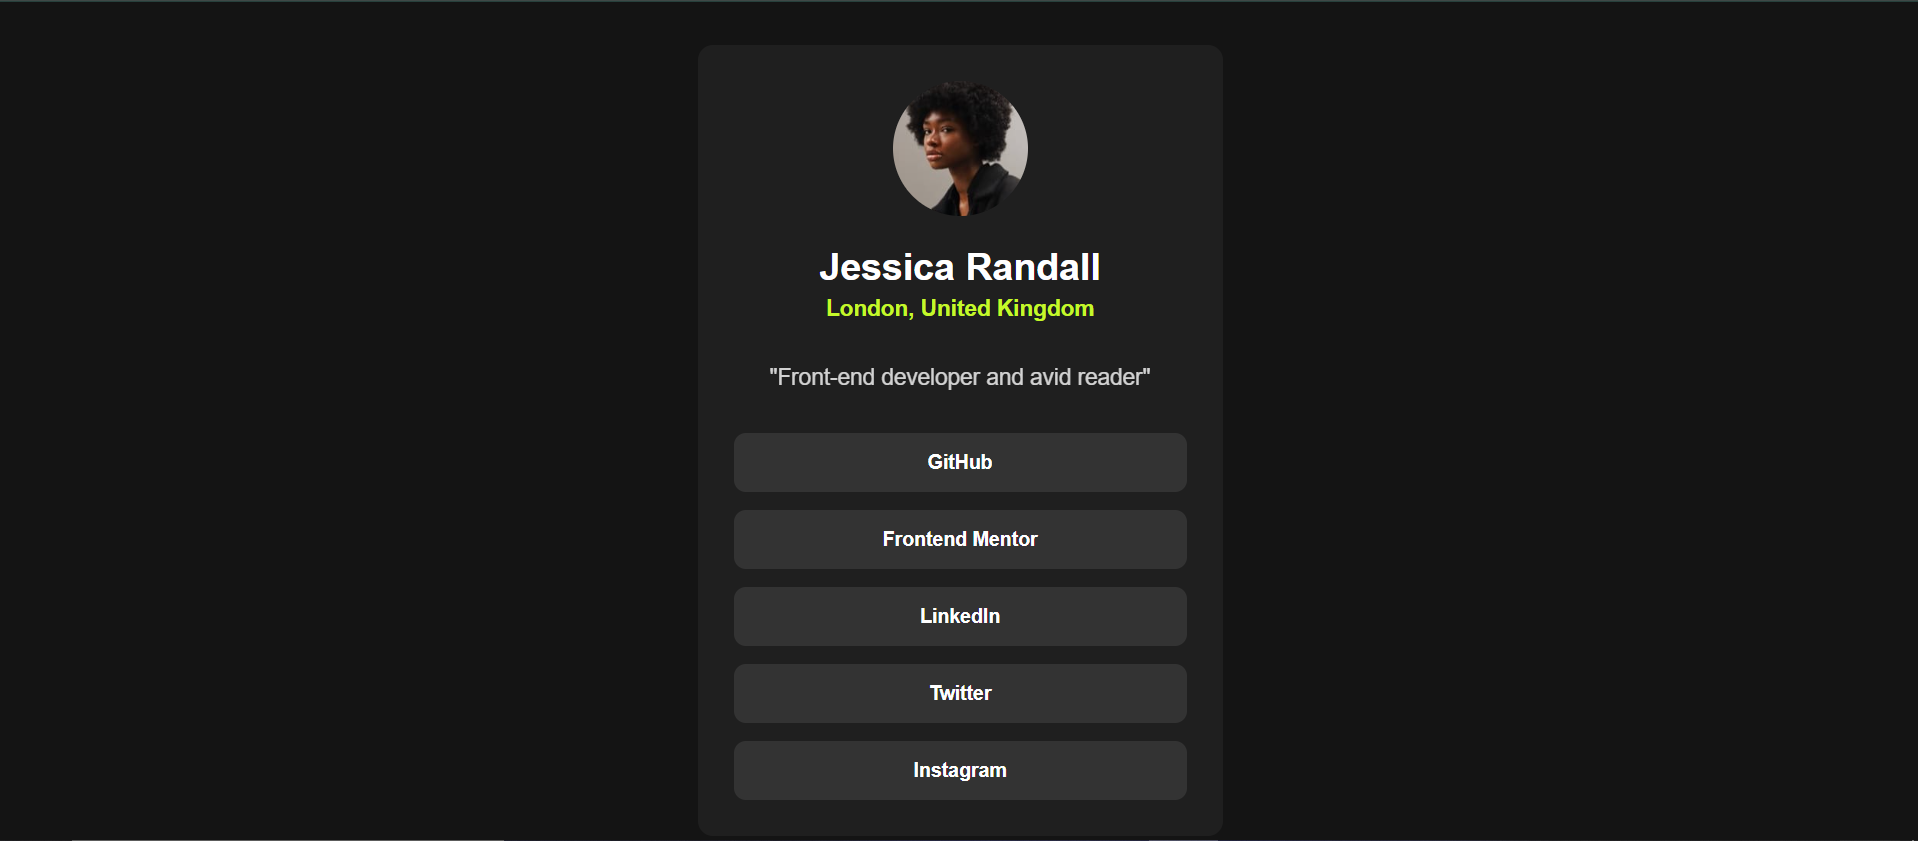 Jessica Randall
London, United Kingdom
"Front-end developer and avid reader"
GitHub
Frontend Mentor
LinkedIn
Twitter
Instagram